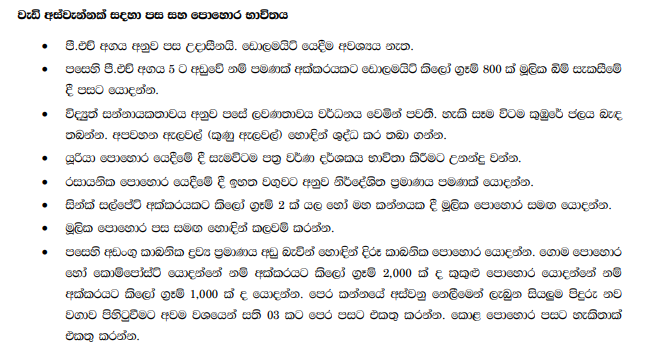 වැඩි අස්වැන්නක් සඳහා පස සහ පොහොර භාවිතය
• පී.එච් අගය අනුව පස උදාසීනයි. ඩොලමයිට් යෙදීම අවශ්‍යය නැත.
• පසෙහි පී.එච් අගය 5 ට අඩුවේ නම් පමණක් අක්කරයකට ඩොලමයිට් කිලෝ ග්‍රෑම් 800 ක් මූලික බිම් සැකසීමේ
දී පසට යොදන්න.
• විද්‍යුත් සන්නායකතාවය අනුව පසේ ලවණතාවය වර්ධනය වෙමින් පවතී. හැකි සෑම විටම කුඹුරේ ජලය බැඳ
තබන්න. අපවහන ඇලවල් (කුණු ඇලවල්) හොඳින් ශුද්ධ කර තබා ගන්න.
• යූරියා පොහොර යෙදීමේ දී සැමවිටම පත්‍ර වර්ණ දර්ශකය භාවිතා කිරීමට උනන්දු වන්න.
• රසායනික පොහොර යෙදීමේ දී ඉහත වගුවට අනුව නිර්දේශිත ප්‍රමාණය පමණක් යොදන්න.
• සින්ක් සල්පේට් අක්කරයකට කිලෝ ග්‍රෑම් 2 ක් යල හෝ මහ කන්නයක දී මූලික පොහොර සමඟ යොදන්න.
• මූලික පොහොර පස සමඟ හොඳින් කලවම් කරන්න.
• පසෙහි අඩංගු කාබනික ද්‍රව්‍ය ප්‍රමාණය අඩු බැවින් හොඳින් දිරූ කාබනික පොහොර යොදන්න. ගොම පොහොර
හෝ කොම්පෝස්ට් යොදන්නේ නම් අක්කරයට කිලෝ ග්‍රෑම් 2,000 ක් ද කුකුළු පොහොර යොදන්නේ නම්
අක්කරයට කිලෝ ග්‍රෑම් 1,000 ක් ද යොදන්න. පෙර කන්නයේ අස්වනු නෙලීමෙන් ලැබුන සියලුම පිදුරු නව
වගාව පිහිටුවීමට අවම වශයෙන් සති 03 කට පෙර පසට එකතු කරන්න. කොළ පොහොර පසට හැකිතාක්
එකතු කරන්න.